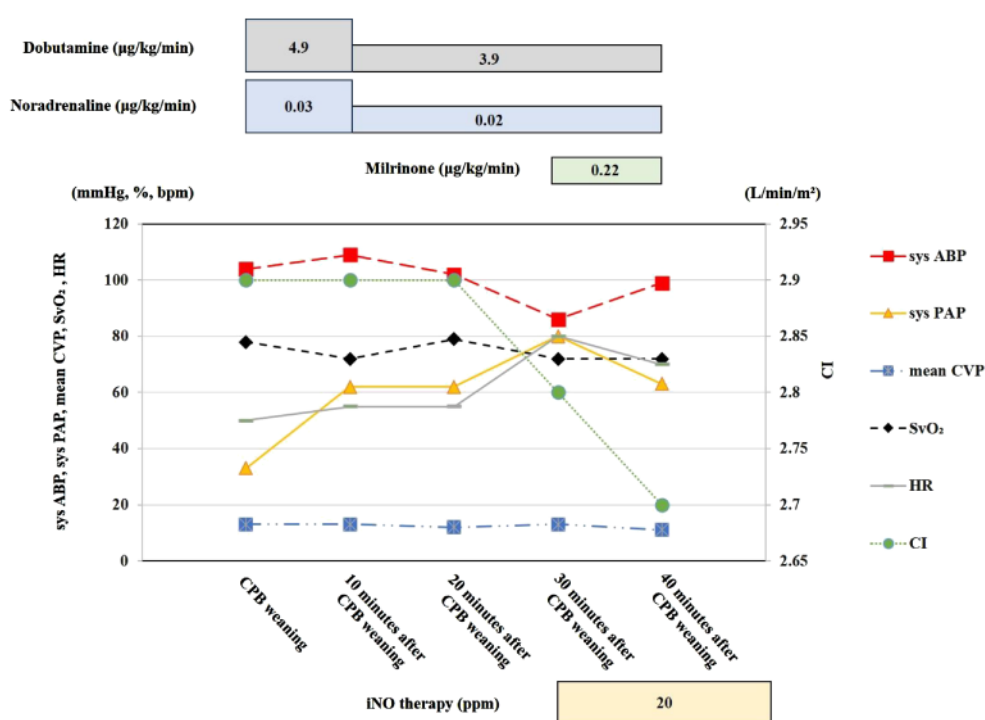 Dobutamine (μg/kg/min)
4.9
3.9
Noradrenaline (μg/kg/min)
0.03
0.02
Milrinone (μg/kg/min)
0.22
(mmHg, %, bpm)
(L/min/m²)
sys ABP, sys PAP, mean CVP, SvO₂ , HR
120
100
80
60
40
20
0
2.95
2.9
2.85
2.8
2.75
2.7
2.65
CI
sys ABP
sys PAP
mean CVP
SvO₂
HR
CI
CPB weaning
10 minutes after
CPB weaning
20 minutes after
CPB weaning
30 minutes after
CPB weaning
40 minutes after
CPB weaning
iNO therapy (ppm)
20